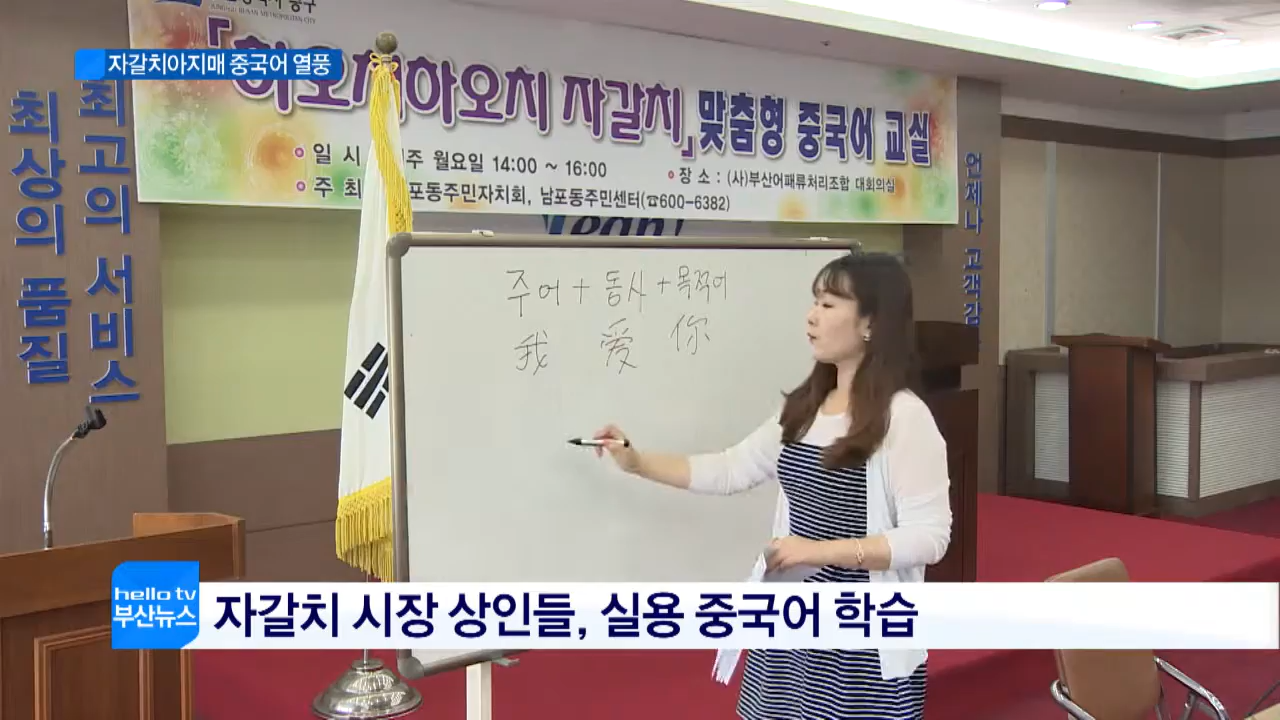 자갈치아지매 중국어 열풍
하오츠하오치 자갈치」맞춤형 중국어 교실
일 시 주 월요일 14:00 ~ 16:00
장 소 : (사)부산어패류처리조합 대회의실
주 최 포동주민자치회, 남포동주민센터(☎600-6382)
최고의 서비스
최상의 품질
언제나 고객감
주어 + 동사 + 목적어
我 爱 你
hello tv
부산뉴스
자갈치 시장 상인들, 실용 중국어 학습